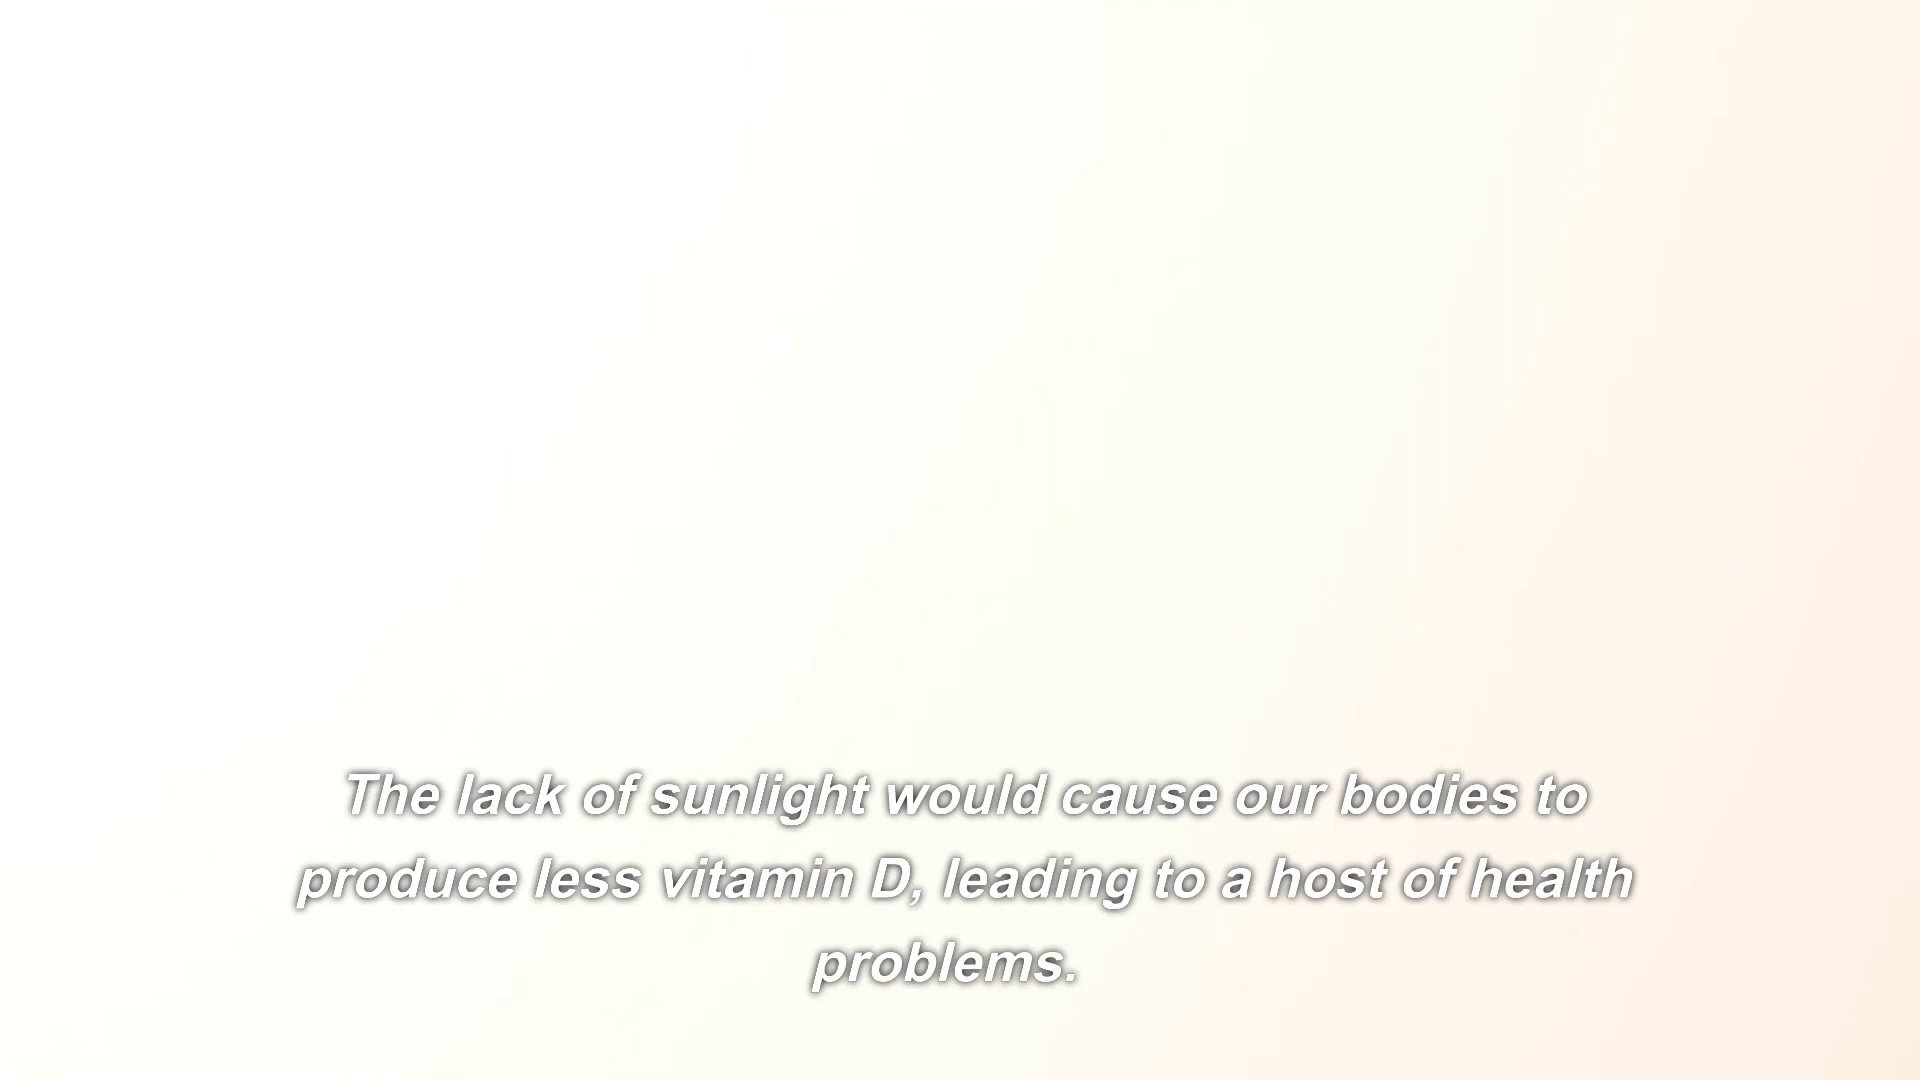 The lack of sunlight would cause our bodies to
produce less vitamin D, leading to a host of health
problems.